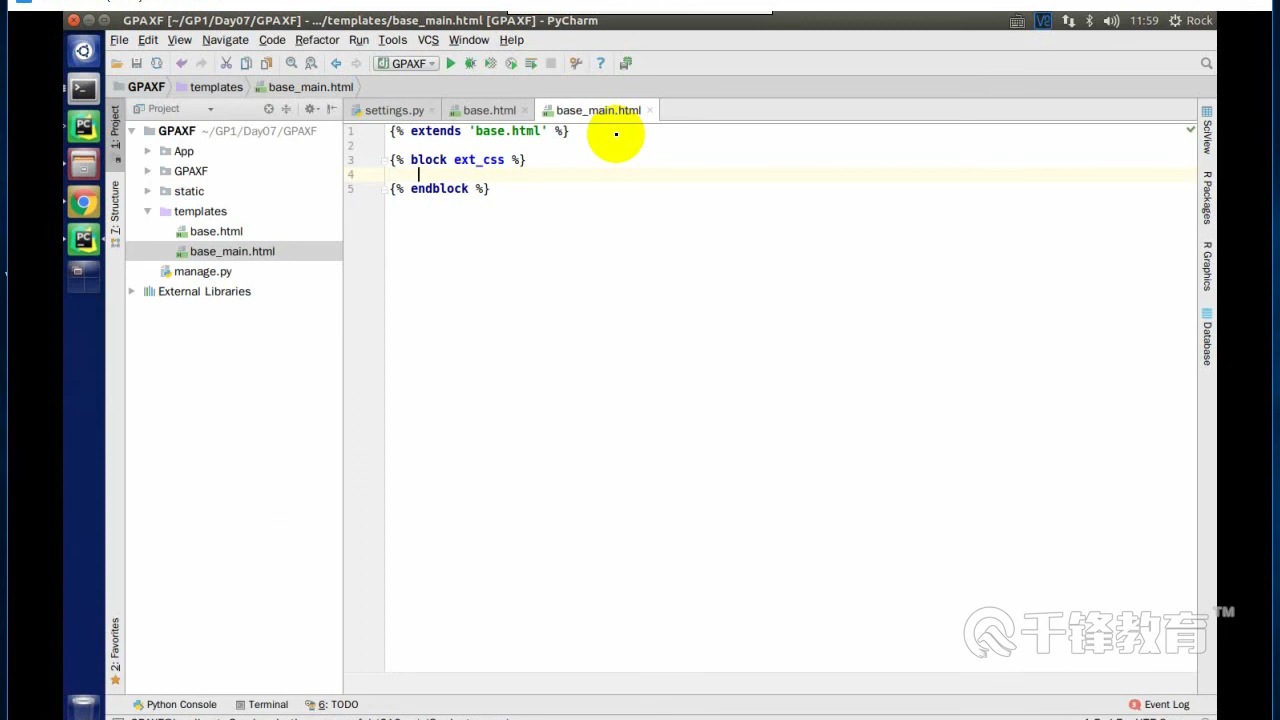 GPAXF [~/GP1/Day07/GPAXF] - .../templates/base_main.html [GPAXF] - PyCharm
11:59 Rock
File Edit View Navigate Code Refactor Run Tools VCS Window Help
GPAXF
GPAXF templates base_main.html
Project
settings.py base.html base_main.html
1: Project
7: Structure
2: Favorites
GPAXF ~/GP1/Day07/GPAXF
App
GPAXF
static
templates
base.html
base_main.html
manage.py
External Libraries
1 {% extends 'base.html' %}
2
3 {% block ext_css %}
4
5 {% endblock %}
SciView
R Packages
R Graphics
Database
千锋教育 TM
Python Console Terminal 6: TODO Event Log